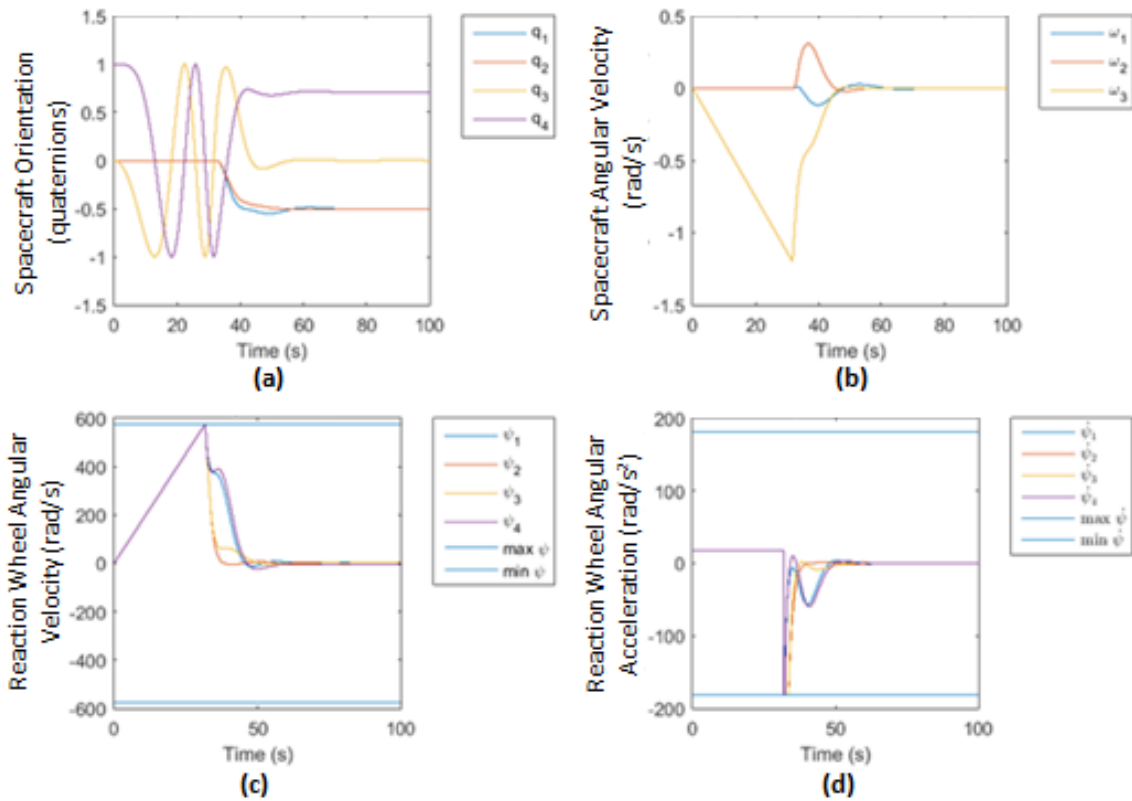 Spacecraft Orientation
(quaternions)
1.5
1
0.5
0
-0.5
-1
-1.5
0 20 40 60 80 100
Time (s)
(a)
q1
q2
q3
q4
Spacecraft Angular Velocity
(rad/s)
0.5
0
-0.5
-1
-1.5
0 20 40 60 80 100
Time (s)
(b)
ω1
ω2
ω3
Reaction Wheel Angular
Velocity (rad/s)
600
400
200
0
-200
-400
-600
0 50 100
Time (s)
(c)
ψ1
ψ2
ψ3
ψ4
max ψ
min ψ
Reaction Wheel Angular
Acceleration (rad/s²)
200
100
0
-100
-200
0 50 100
Time (s)
(d)
ψ̇1
ψ̇2
ψ̇3
ψ̇4
max ψ̇
min ψ̇